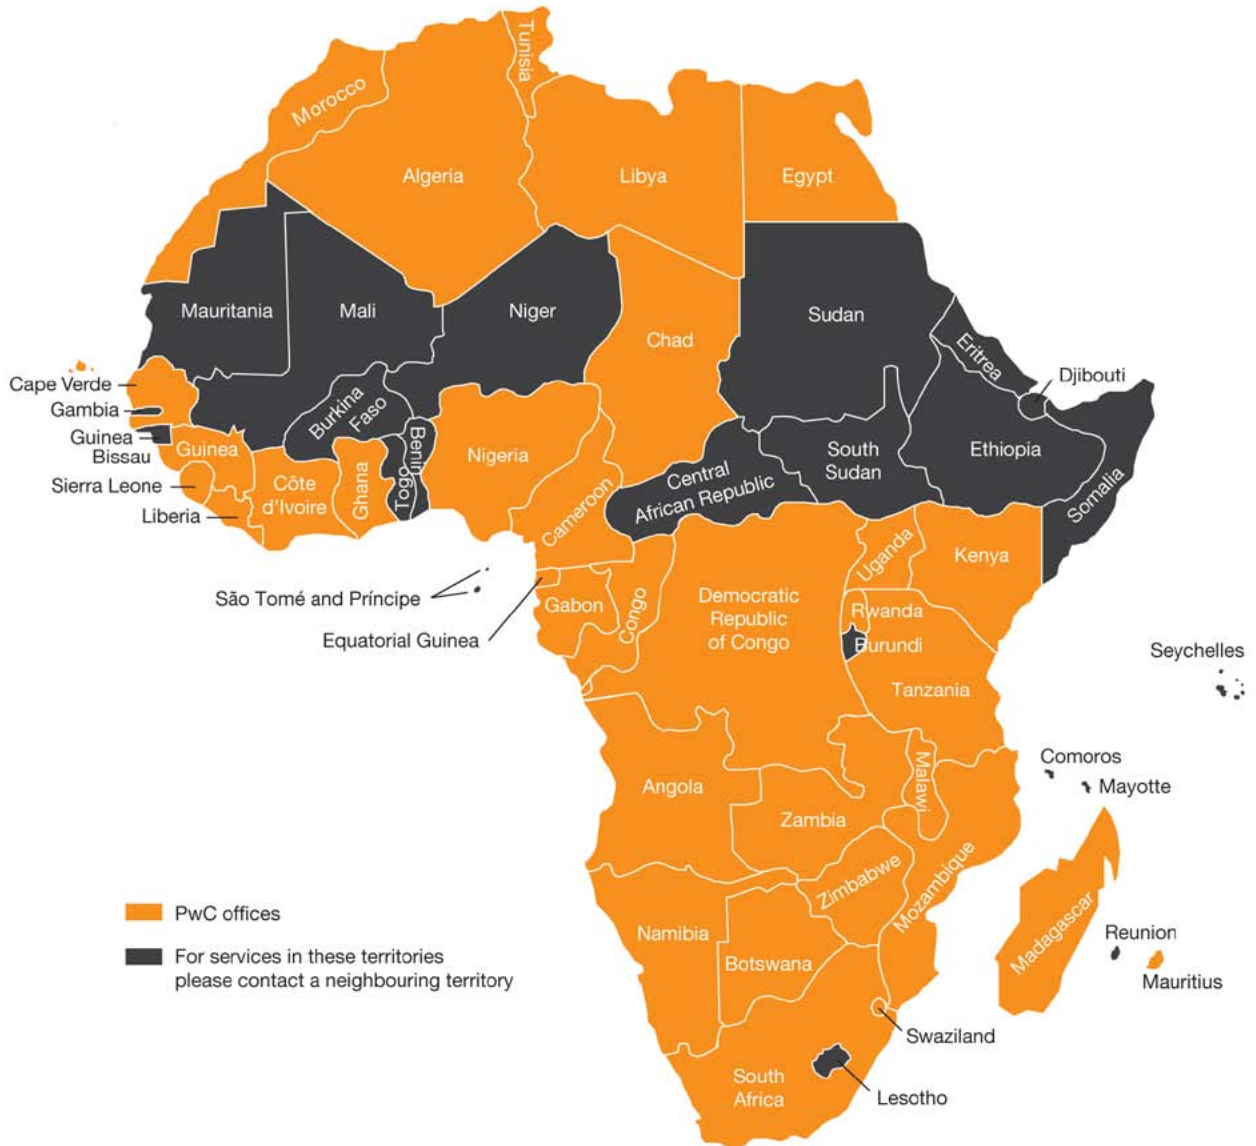 Tunisia
Morocco
Algeria
Libya
Egypt
Mauritania
Mali
Niger
Chad
Sudan
Eritrea
Djibouti
Cape Verde
Gambia
Guinea
Bissau
Guinea
Sierra Leone
Liberia
Côte
d'Ivoire
Burkina
Faso
Ghana
Togo
Benin
Nigeria
Cameroon
Central
African Republic
South
Sudan
Ethiopia
Somalia
São Tomé and Príncipe
Equatorial Guinea
Gabon
Congo
Democratic
Republic
of Congo
Uganda
Kenya
Rwanda
Burundi
Tanzania
Seychelles
Comoros
Mayotte
Angola
Zambia
Malawi
Mozambique
Zimbabwe
Namibia
Botswana
Madagascar
Reunion
Mauritius
Swaziland
South
Africa
Lesotho
PwC offices
For services in these territories
please contact a neighbouring territory